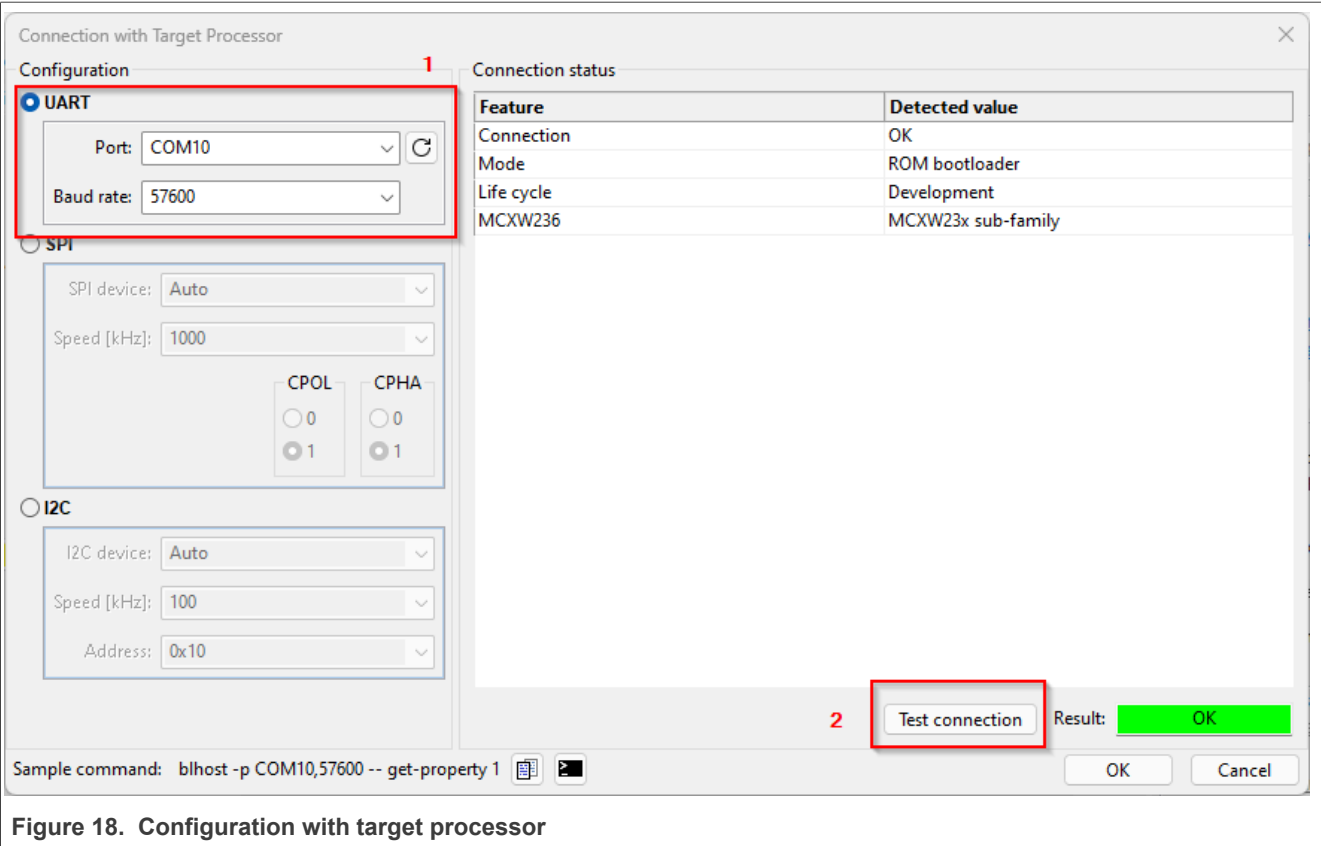 Connection with Target Processor
Configuration
1
UART
Port: COM10
Baud rate: 57600
SPI
SPI device: Auto
Speed [kHz]: 1000
CPOL CPHA
0 0
1 1
I2C
I2C device: Auto
Speed [kHz]: 100
Address: 0x10
Connection status
Feature Detected value
Connection OK
Mode ROM bootloader
Life cycle Development
MCXW236 MCXW23x sub-family
2 Test connection Result: OK
Sample command: blhost -p COM10,57600 -- get-property 1
OK Cancel
Figure 18. Configuration with target processor